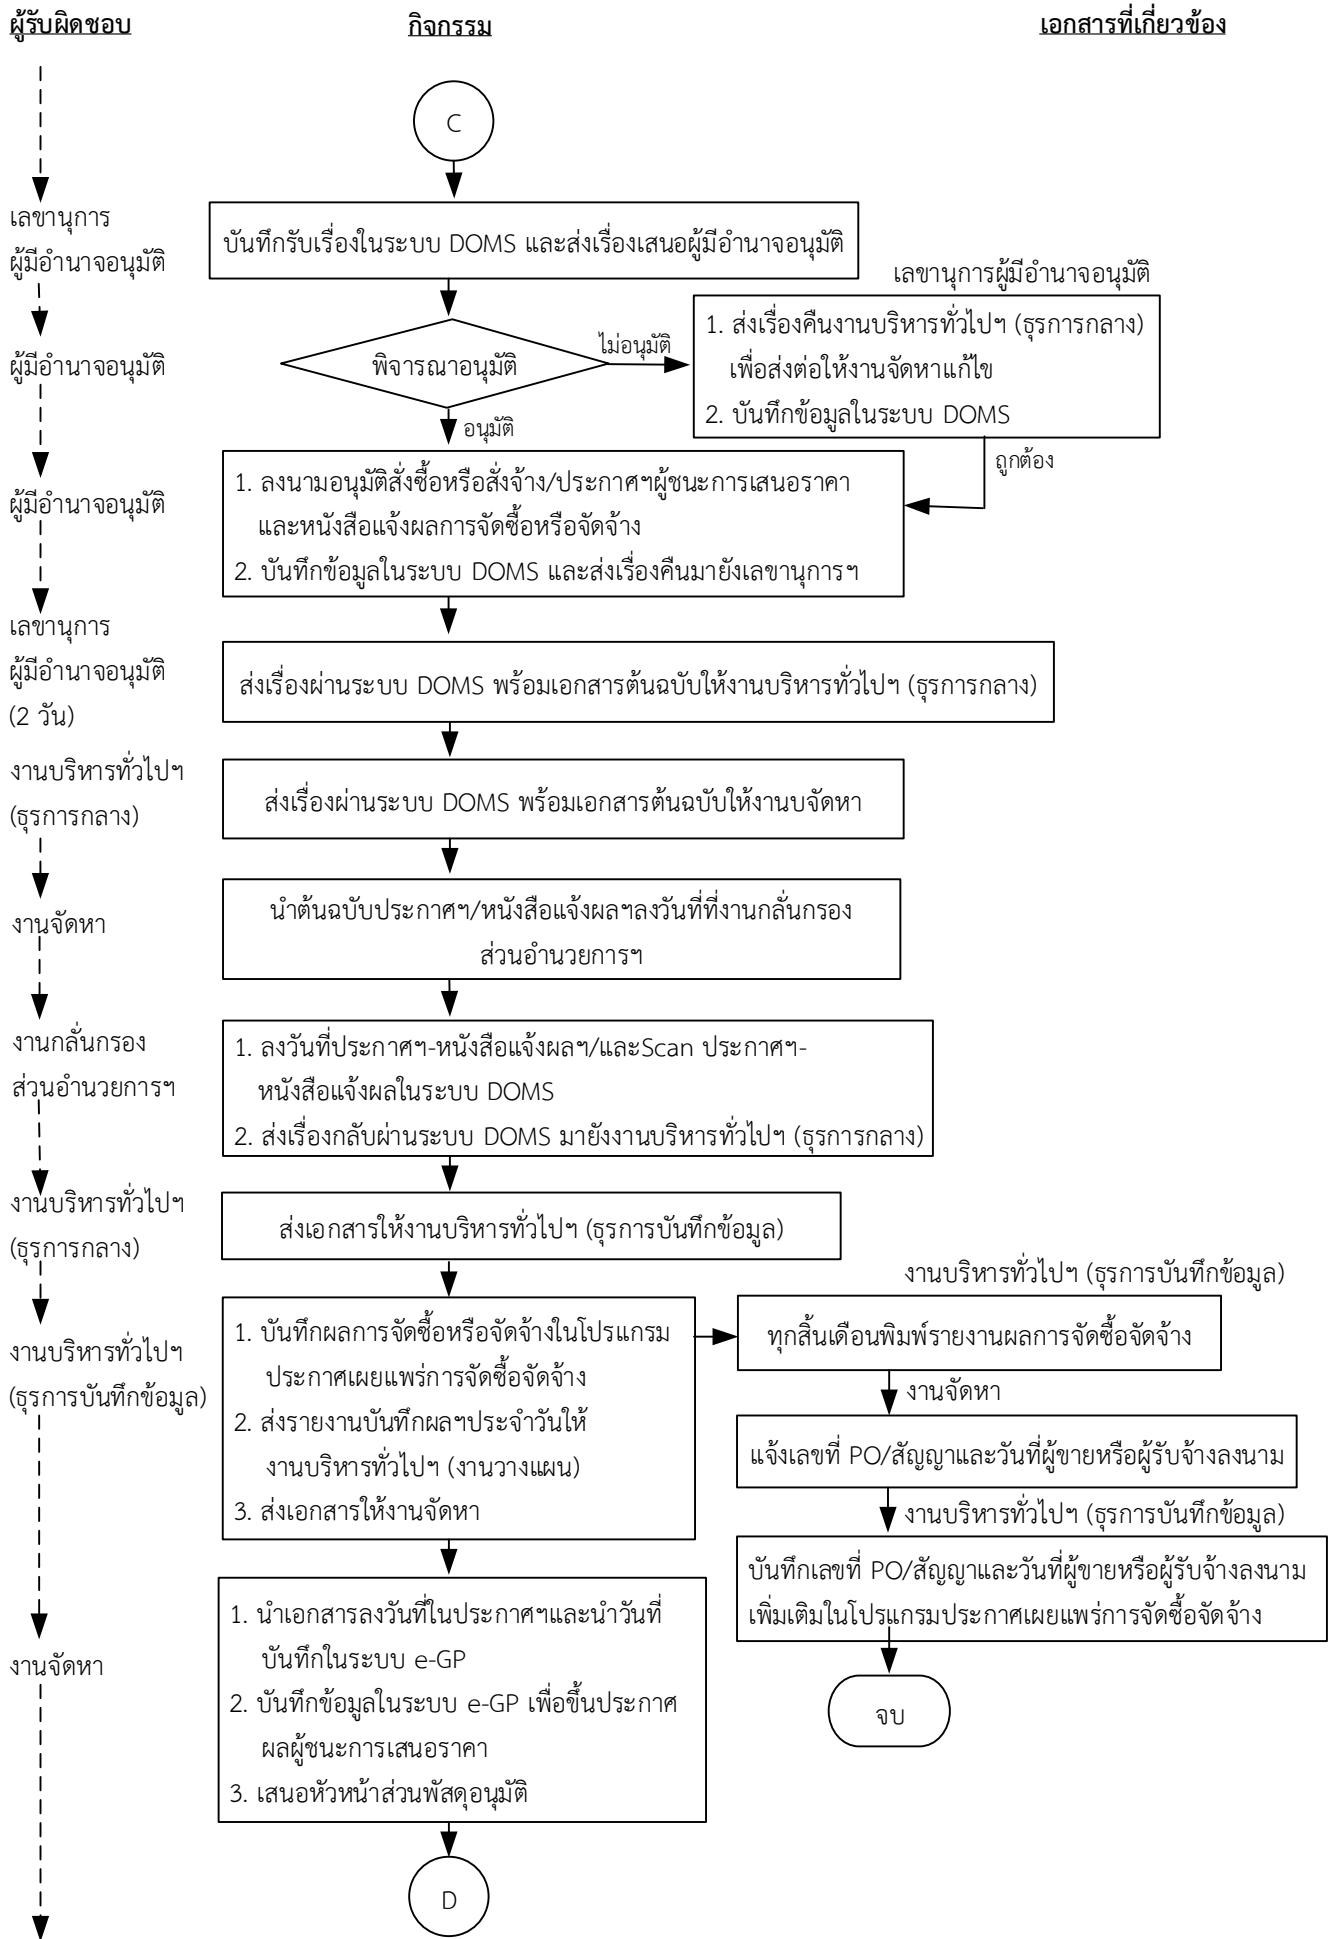 ผู้รับผิดชอบ
กิจกรรม
เอกสารที่เกี่ยวข้อง
C
เลขานุการ
ผู้มีอำนาจอนุมัติ
บันทึกรับเรื่องในระบบ DOMS และส่งเรื่องเสนอผู้มีอำนาจอนุมัติ
เลขานุการผู้มีอำนาจอนุมัติ
ผู้มีอำนาจอนุมัติ
พิจารณาอนุมัติ
ไม่อนุมัติ
1. ส่งเรื่องคืนงานบริหารทั่วไปฯ (ธุรการกลาง)
เพื่อส่งต่อให้งานจัดหาแก้ไข
2. บันทึกข้อมูลในระบบ DOMS
อนุมัติ
ถูกต้อง
ผู้มีอำนาจอนุมัติ
1. ลงนามอนุมัติสั่งซื้อหรือสั่งจ้าง/ประกาศฯผู้ชนะการเสนอราคา
และหนังสือแจ้งผลการจัดซื้อหรือจัดจ้าง
2. บันทึกข้อมูลในระบบ DOMS และส่งเรื่องคืนมายังเลขานุการฯ
เลขานุการ
ผู้มีอำนาจอนุมัติ
(2 วัน)
ส่งเรื่องผ่านระบบ DOMS พร้อมเอกสารต้นฉบับให้งานบริหารทั่วไปฯ (ธุรการกลาง)
งานบริหารทั่วไปฯ
(ธุรการกลาง)
ส่งเรื่องผ่านระบบ DOMS พร้อมเอกสารต้นฉบับให้งานบจัดหา
งานจัดหา
นำต้นฉบับประกาศฯ/หนังสือแจ้งผลฯลงวันที่ที่งานกลั่นกรอง
ส่วนอำนวยการฯ
งานกลั่นกรอง
ส่วนอำนวยการฯ
1. ลงวันที่ประกาศฯ-หนังสือแจ้งผลฯ/และScan ประกาศฯ-
หนังสือแจ้งผลในระบบ DOMS
2. ส่งเรื่องกลับผ่านระบบ DOMS มายังงานบริหารทั่วไปฯ (ธุรการกลาง)
งานบริหารทั่วไปฯ
(ธุรการกลาง)
ส่งเอกสารให้งานบริหารทั่วไปฯ (ธุรการบันทึกข้อมูล)
งานบริหารทั่วไปฯ (ธุรการบันทึกข้อมูล)
งานบริหารทั่วไปฯ
(ธุรการบันทึกข้อมูล)
1. บันทึกผลการจัดซื้อหรือจัดจ้างในโปรแกรม
ประกาศเผยแพร่การจัดซื้อจัดจ้าง
2. ส่งรายงานบันทึกผลฯประจำวันให้
งานบริหารทั่วไปฯ (งานวางแผน)
3. ส่งเอกสารให้งานจัดหา
ทุกสิ้นเดือนพิมพ์รายงานผลการจัดซื้อจัดจ้าง
งานจัดหา
แจ้งเลขที่ PO/สัญญาและวันที่ผู้ขายหรือผู้รับจ้างลงนาม
งานบริหารทั่วไปฯ (ธุรการบันทึกข้อมูล)
บันทึกเลขที่ PO/สัญญาและวันที่ผู้ขายหรือผู้รับจ้างลงนาม
เพิ่มเติมในโปรแกรมประกาศเผยแพร่การจัดซื้อจัดจ้าง
จบ
งานจัดหา
1. นำเอกสารลงวันที่ในประกาศฯและนำวันที่
บันทึกในระบบ e-GP
2. บันทึกข้อมูลในระบบ e-GP เพื่อขึ้นประกาศ
ผลผู้ชนะการเสนอราคา
3. เสนอหัวหน้าส่วนพัสดุอนุมัติ
D